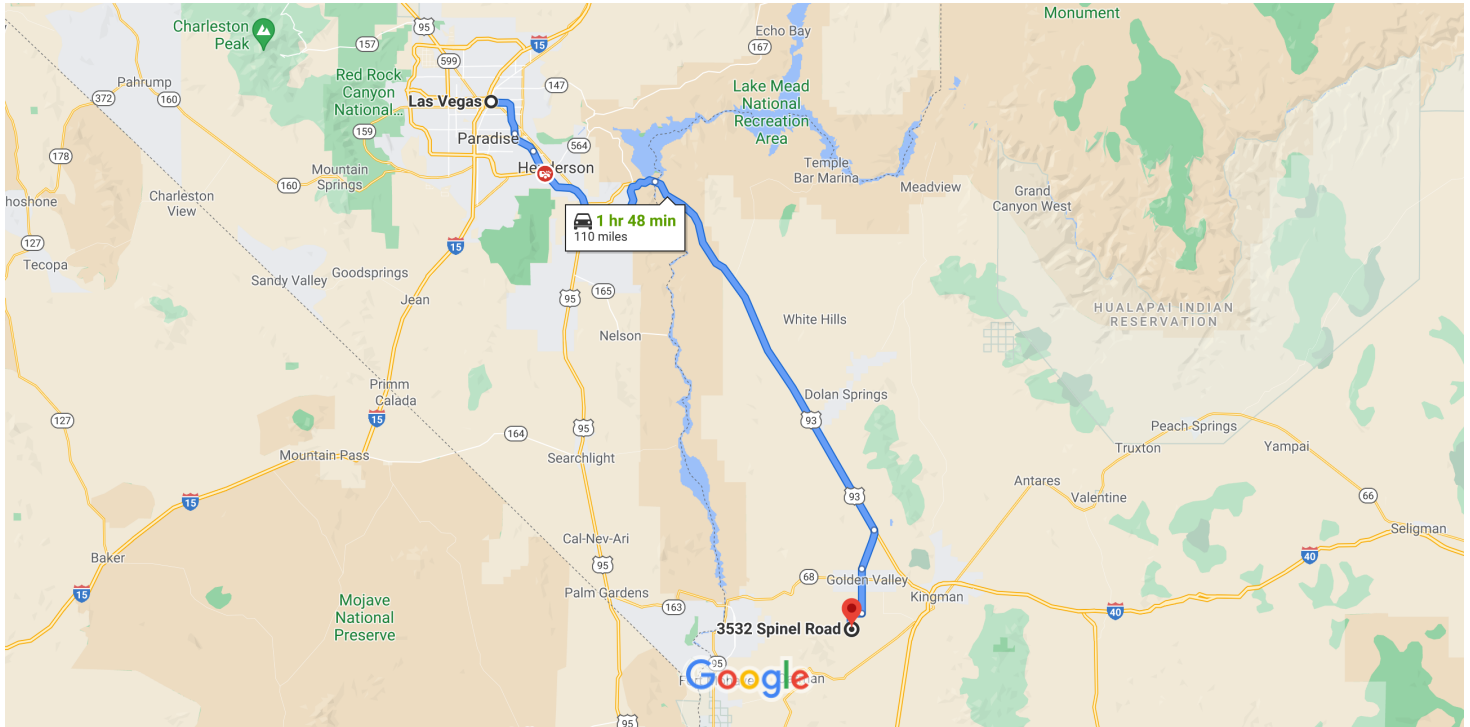 Monument
Charleston
Peak
95
Echo Bay
157
15
167
599
Red Rock
Canyon
National...
147
Pahrump
Lake Mead
National
Recreation
Area
372
160
Las Vegas
159
Paradise
564
178
Mountain
Springs
Henderson
Temple
Bar Marina
160
Meadview
Charleston
View
Grand
Canyon West
hoshone
1 hr 48 min
110 miles
127
15
Tecopa
Goodsprings
Sandy Valley
165
95
Jean
HUALAPAI INDIAN
RESERVATION
White Hills
Nelson
Primm
Calada
Dolan Springs
15
127
93
95
164
Peach Springs
Truxton
Yampai
Mountain Pass
Searchlight
Antares
93
Valentine
66
15
Seligman
Cal-Nev-Ari
Baker
40
95
68
Golden Valley
15
Palm Gardens
Kingman
163
40
Mojave
National
Preserve
3532 Spinel Road
95
Google
95